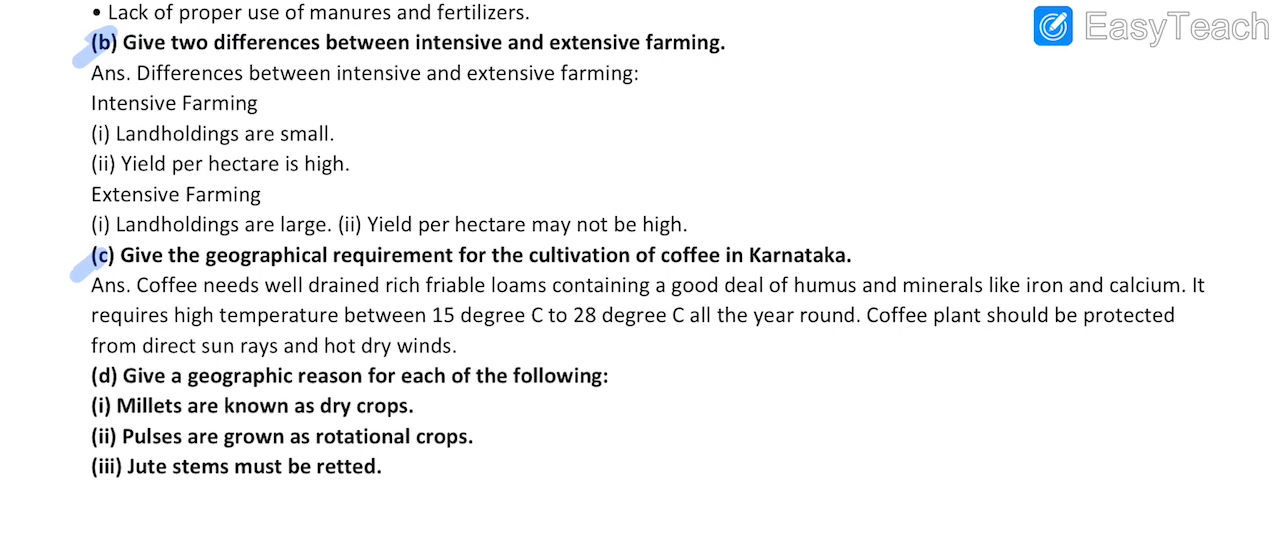 • Lack of proper use of manures and fertilizers.
EasyTeach
(b) Give two differences between intensive and extensive farming.
Ans. Differences between intensive and extensive farming:
Intensive Farming
(i) Landholdings are small.
(ii) Yield per hectare is high.
Extensive Farming
(i) Landholdings are large. (ii) Yield per hectare may not be high.
(c) Give the geographical requirement for the cultivation of coffee in Karnataka.
Ans. Coffee needs well drained rich friable loams containing a good deal of humus and minerals like iron and calcium. It
requires high temperature between 15 degree C to 28 degree C all the year round. Coffee plant should be protected
from direct sun rays and hot dry winds.
(d) Give a geographic reason for each of the following:
(i) Millets are known as dry crops.
(ii) Pulses are grown as rotational crops.
(iii) Jute stems must be retted.